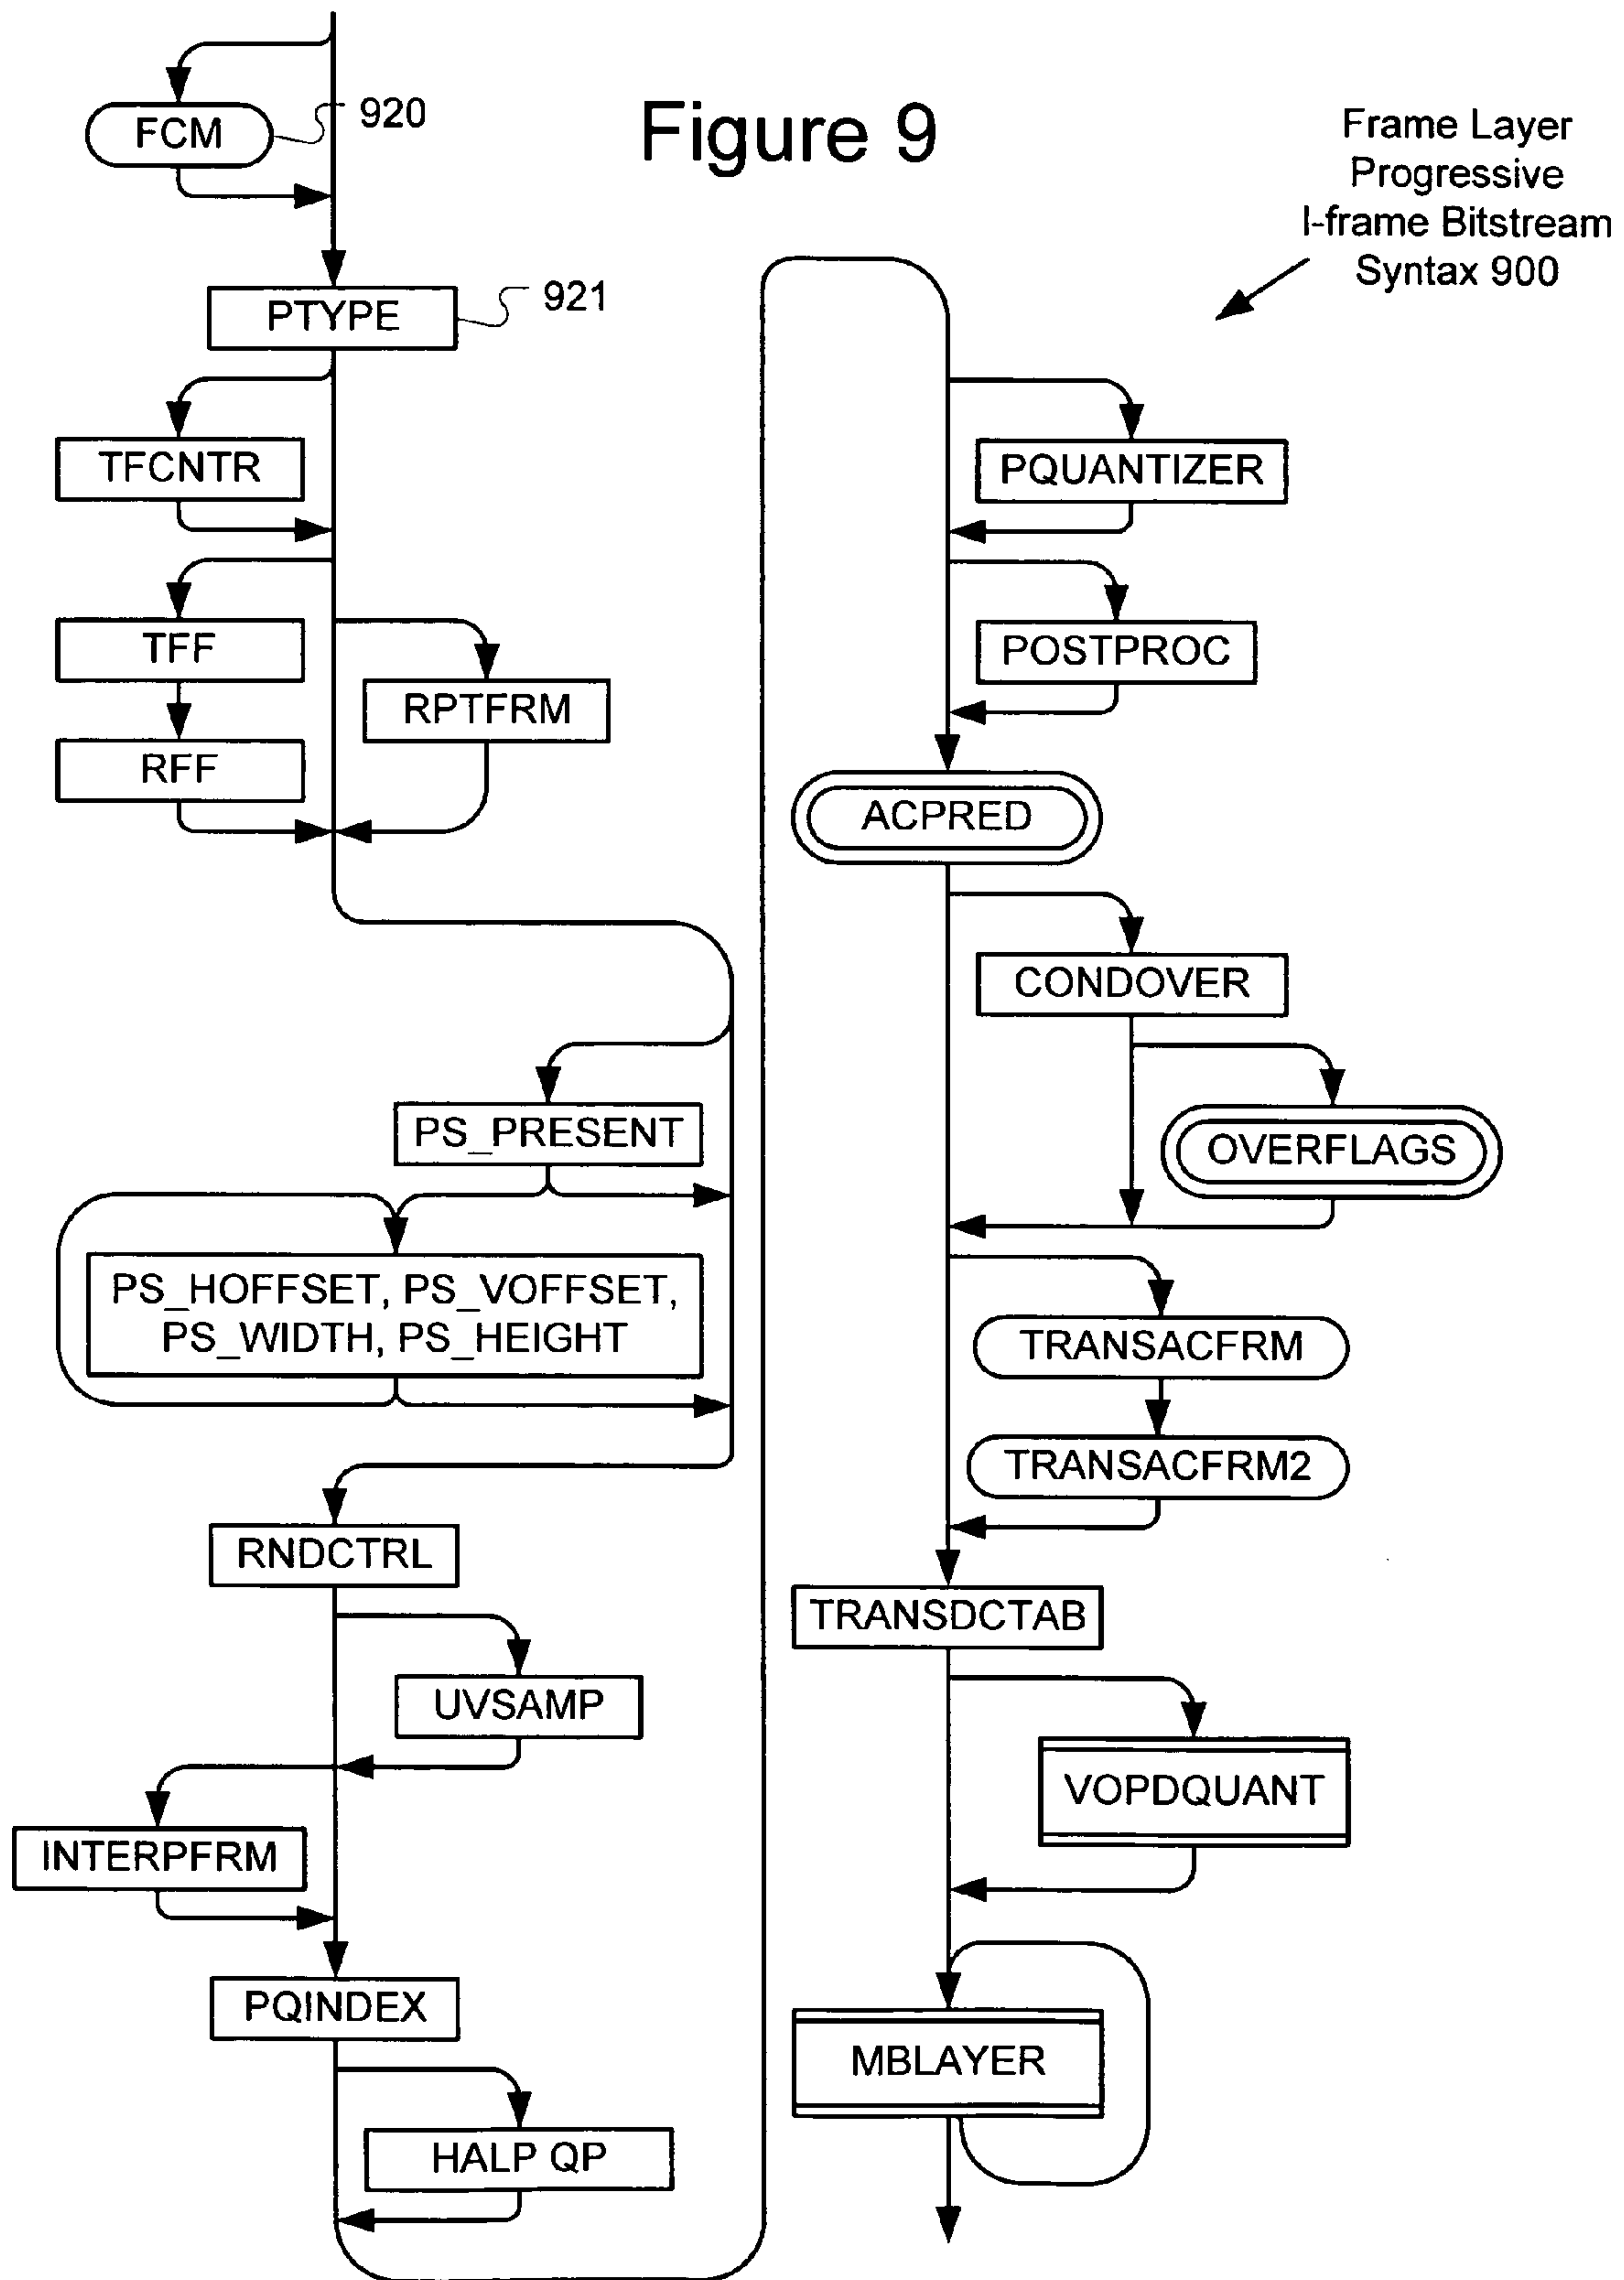 Figure 9
Frame Layer
Progressive
I-frame Bitstream
Syntax 900
FCM
920
PTYPE
921
TFCNTR
TFF
RPTFRM
RFF
PS_PRESENT
PS_HOFFSET, PS_VOFFSET,
PS_WIDTH, PS_HEIGHT
RNDCTRL
UVSAMP
INTERPFRM
PQINDEX
HALP QP
PQUANTIZER
POSTPROC
ACPRED
CONDOVER
OVERFLAGS
TRANSACFRM
TRANSACFRM2
TRANSDCTAB
VOPDQUANT
MBLAYER